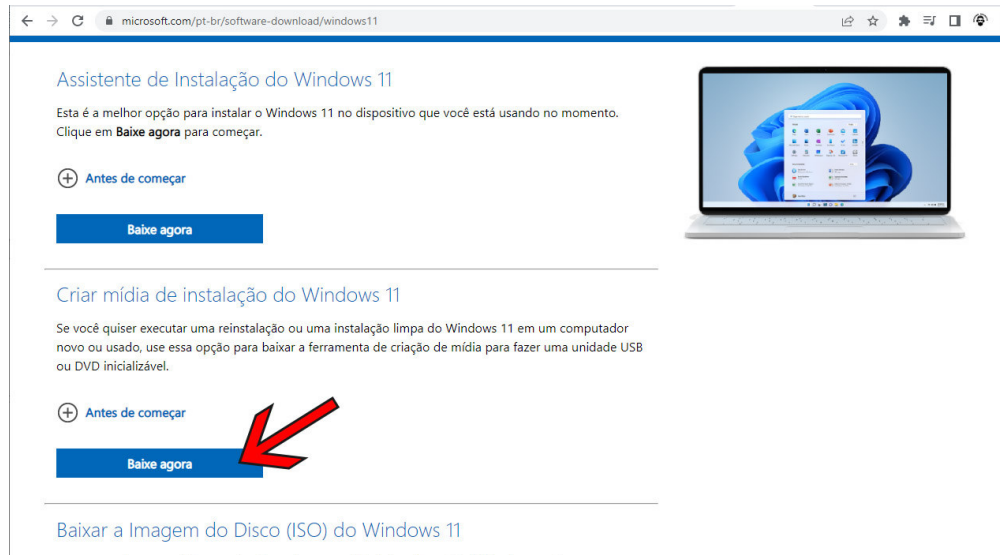 microsoft.com/pt-br/software-download/windows11
Assistente de Instalação do Windows 11
Esta é a melhor opção para instalar o Windows 11 no dispositivo que você está usando no momento.
Clique em Baixe agora para começar.
Antes de começar
Baixe agora
Criar mídia de instalação do Windows 11
Se você quiser executar uma reinstalação ou uma instalação limpa do Windows 11 em um computador
novo ou usado, use essa opção para baixar a ferramenta de criação de mídia para fazer uma unidade USB
ou DVD inicializável.
Antes de começar
Baixe agora
Baixar a Imagem do Disco (ISO) do Windows 11